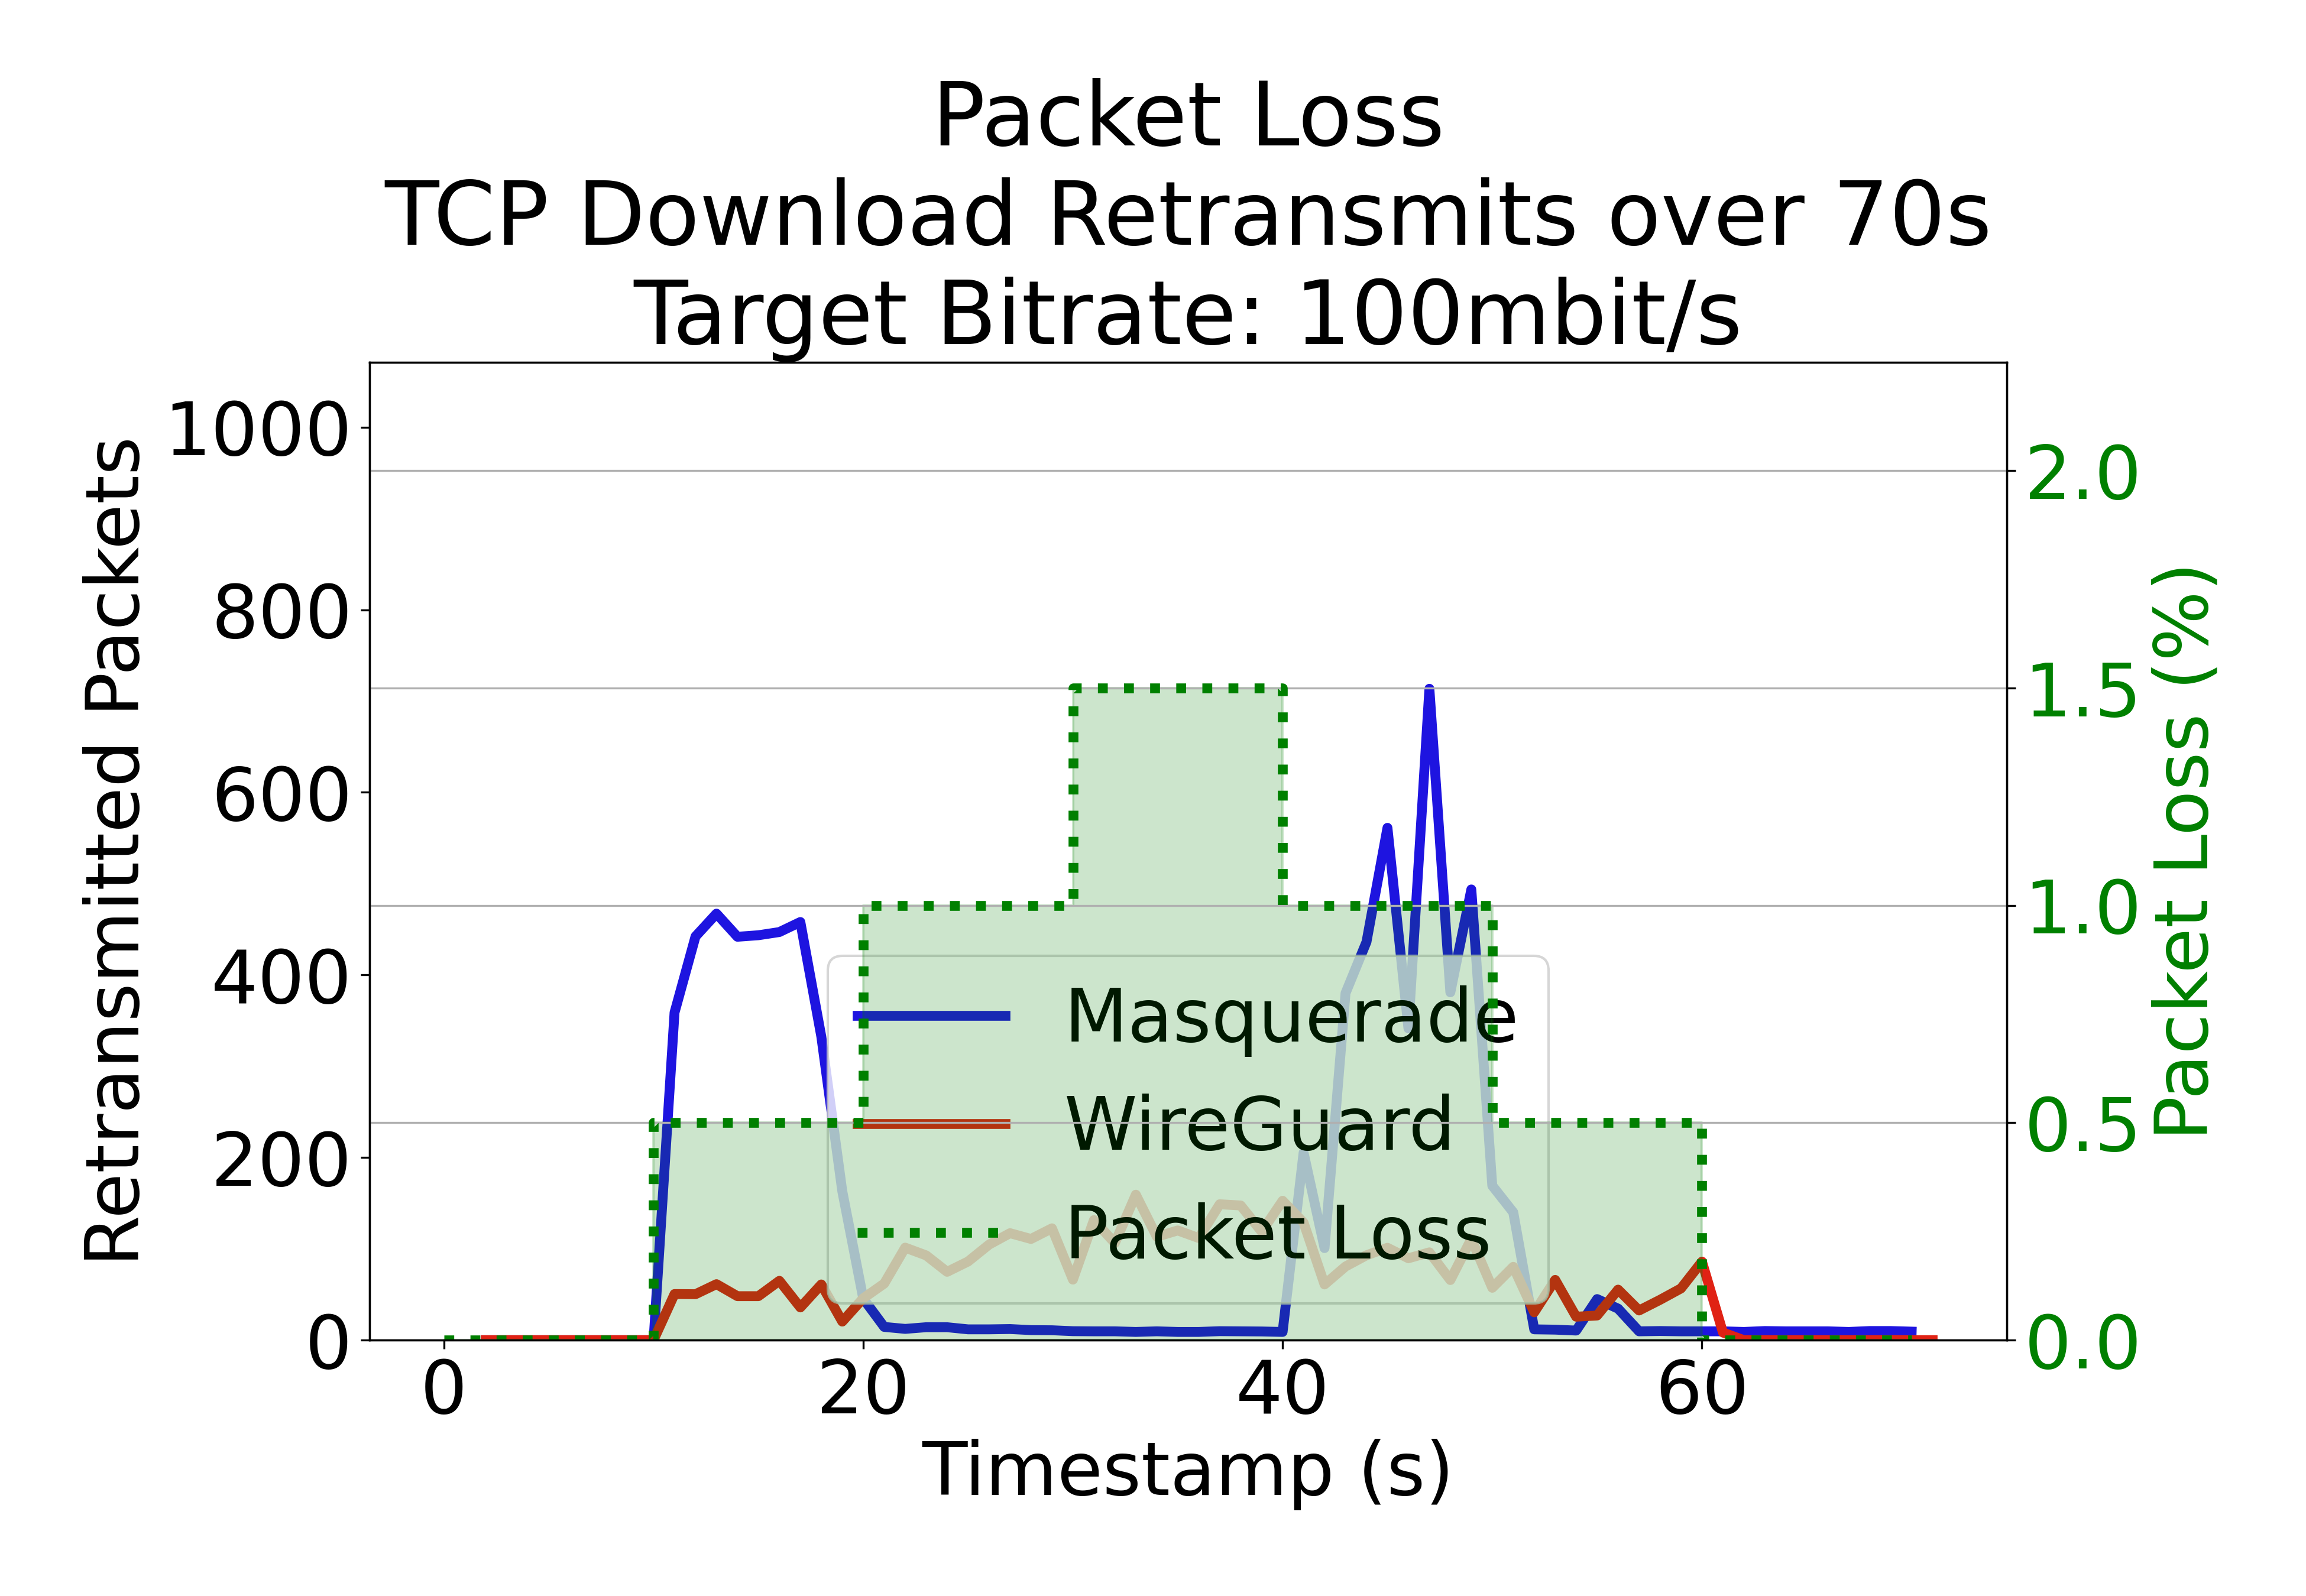 Packet Loss
TCP Download Retransmits over 70s
Target Bitrate: 100mbit/s
Retransmitted Packets
1000
800
600
400
200
0
2.0
1.5
1.0
0.5
0.0
Packet Loss (%)
Masquerade
WireGuard
Packet Loss
0 20 40 60
Timestamp (s)